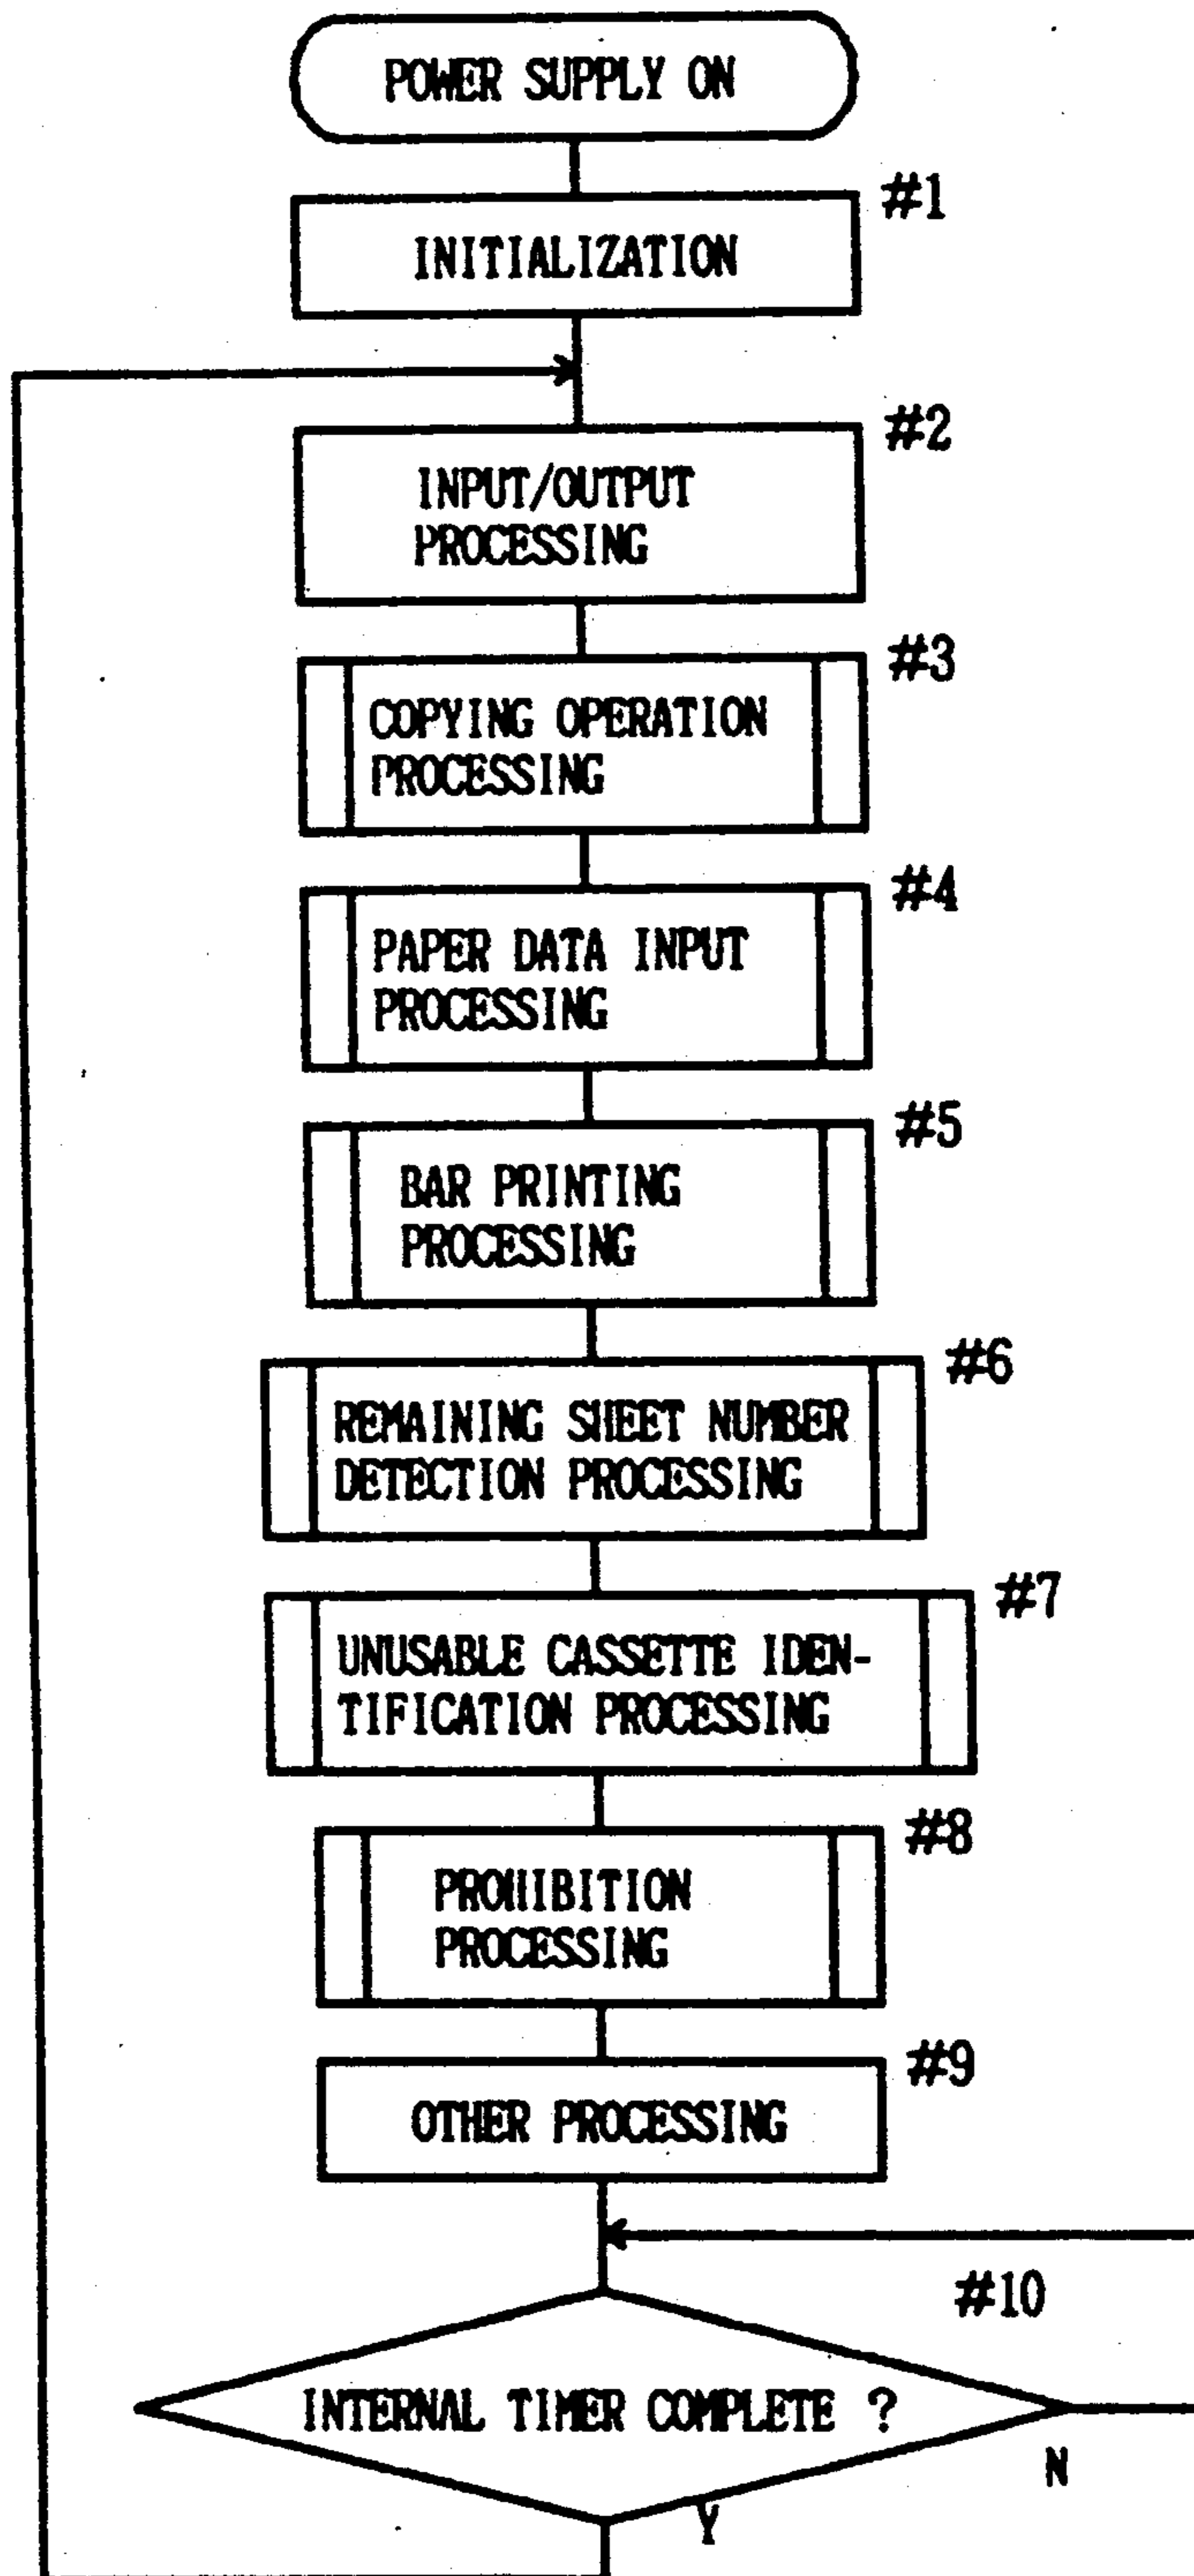 POWER SUPPLY ON
#1
INITIALIZATION
#2
INPUT/OUTPUT
PROCESSING
#3
COPYING OPERATION
PROCESSING
#4
PAPER DATA INPUT
PROCESSING
#5
BAR PRINTING
PROCESSING
#6
REMAINING SHEET NUMBER
DETECTION PROCESSING
#7
UNUSABLE CASSETTE IDEN-
TIFICATION PROCESSING
#8
PROHIBITION
PROCESSING
#9
OTHER PROCESSING
#10
INTERNAL TIMER COMPLETE ?
N
Y